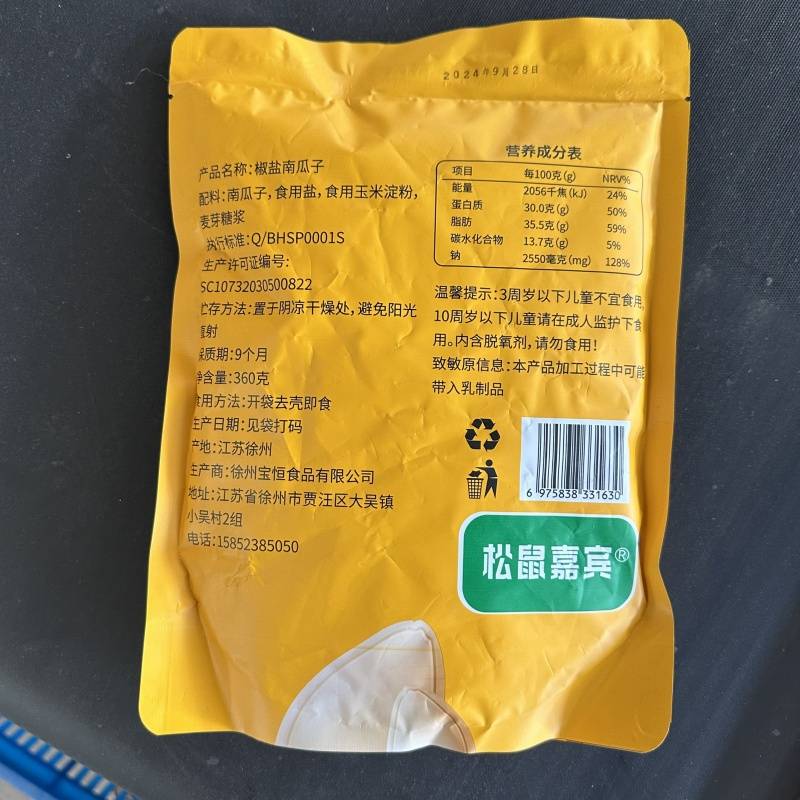 2024年9月28日
产品名称:椒盐南瓜子
配料:南瓜子,食用盐,食用玉米淀粉,
麦芽糖浆
执行标准:Q/BHSP0001S
生产许可证编号:
SC10732030500822
贮存方法:置于阴凉干燥处,避免阳光
直射
保质期:9个月
净含量:360克
食用方法:开袋去壳即食
生产日期:见袋打码
产地:江苏徐州
生产商:徐州宝恒食品有限公司
地址:江苏省徐州市贾汪区大吴镇
小吴村2组
电话:15852385050
营养成分表
项目 每100克(g) NRV%
能量 2056千焦(kJ) 24%
蛋白质 30.0克(g) 50%
脂肪 35.5克(g) 59%
碳水化合物 13.7克(g) 5%
钠 2550毫克(mg) 128%
温馨提示:3周岁以下儿童不宜食用,
10周岁以下儿童请在成人监护下食
用。内含脱氧剂,请勿食用!
致敏原信息:本产品加工过程中可能
带入乳制品
6 975838 331630
松鼠嘉宾®